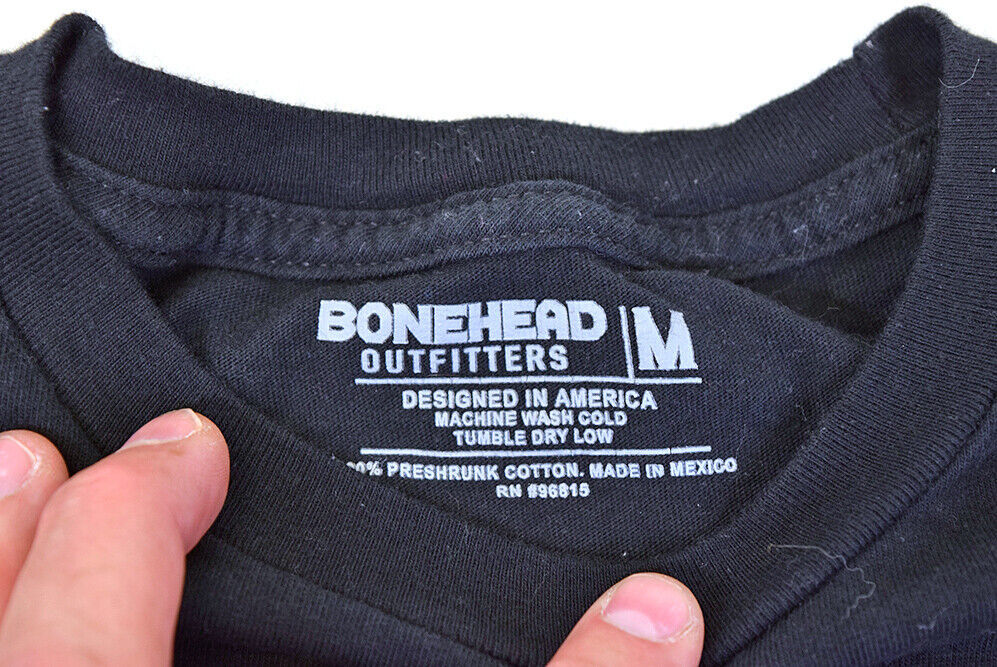 BONEHEAD
OUTFITTERS
M
DESIGNED IN AMERICA
MACHINE WASH COLD
TUMBLE DRY LOW
PRESHRUNK COTTON. MADE IN MEXICO
RN #96815